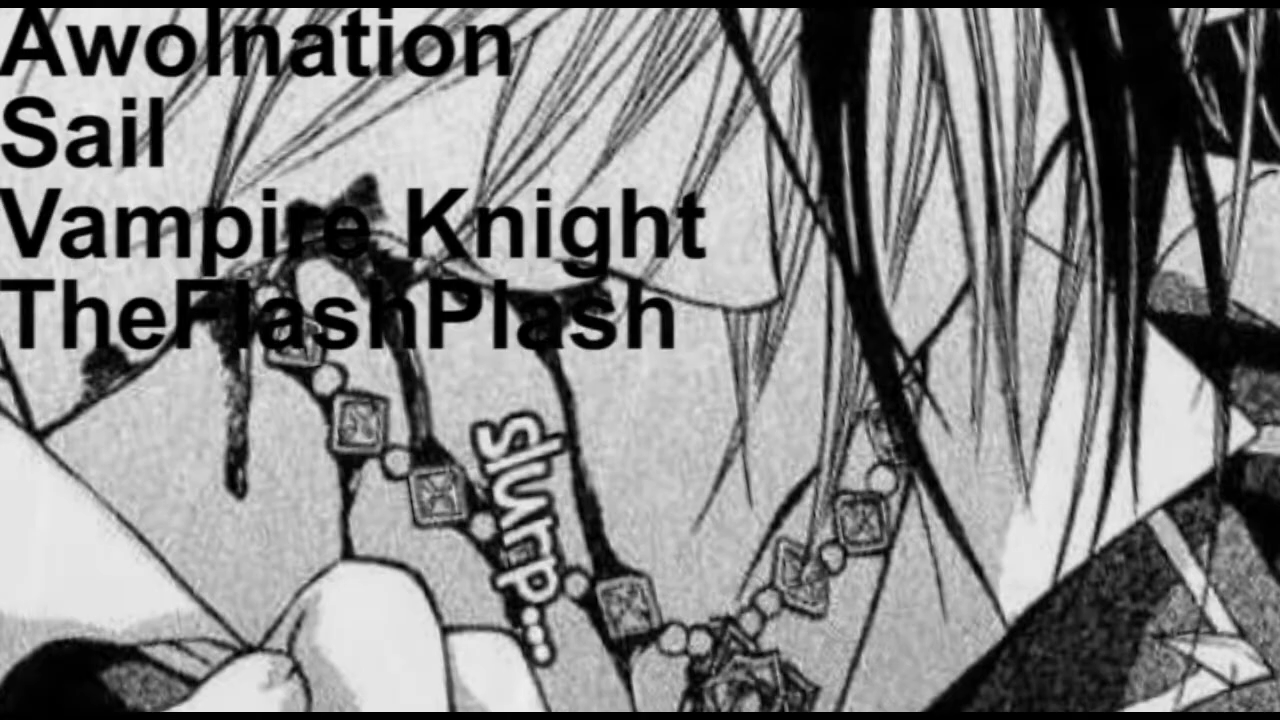 Awolnation
Sail
Vampire Knight
TheFlashPlash
slurp...